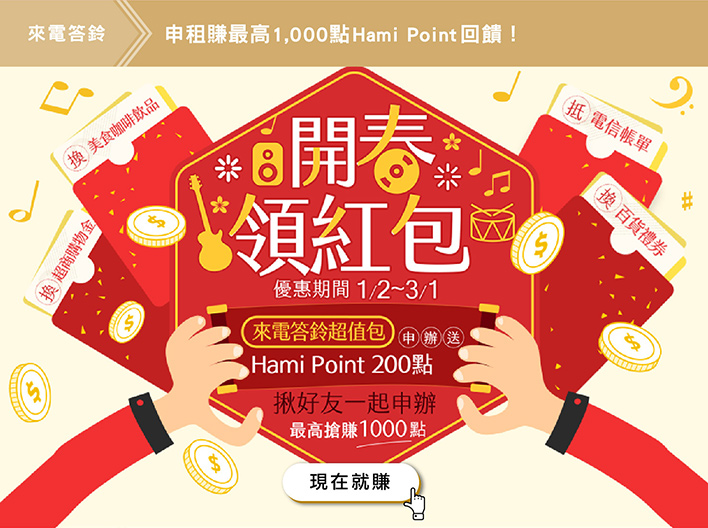 來電答鈴
申租賺最高1,000點Hami Point回饋！
換 美食咖啡飲品
抵 電信帳單
換 超商購物金
換 百貨禮券
開春
領紅包
優惠期間 1/2~3/1
來電答鈴超值包 申辦送
Hami Point 200點
揪好友一起申辦
最高搶賺1000點
現在就賺